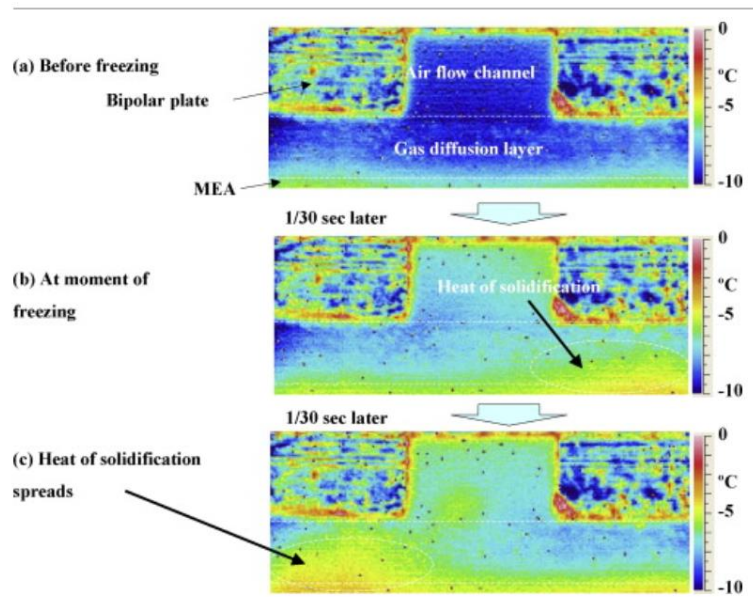 (a) Before freezing
Bipolar plate
Air flow channel
Gas diffusion layer
MEA
0
°C
-5
-10
1/30 sec later
(b) At moment of
freezing
Heat of solidification
0
°C
-5
-10
1/30 sec later
(c) Heat of solidification
spreads
0
°C
-5
-10